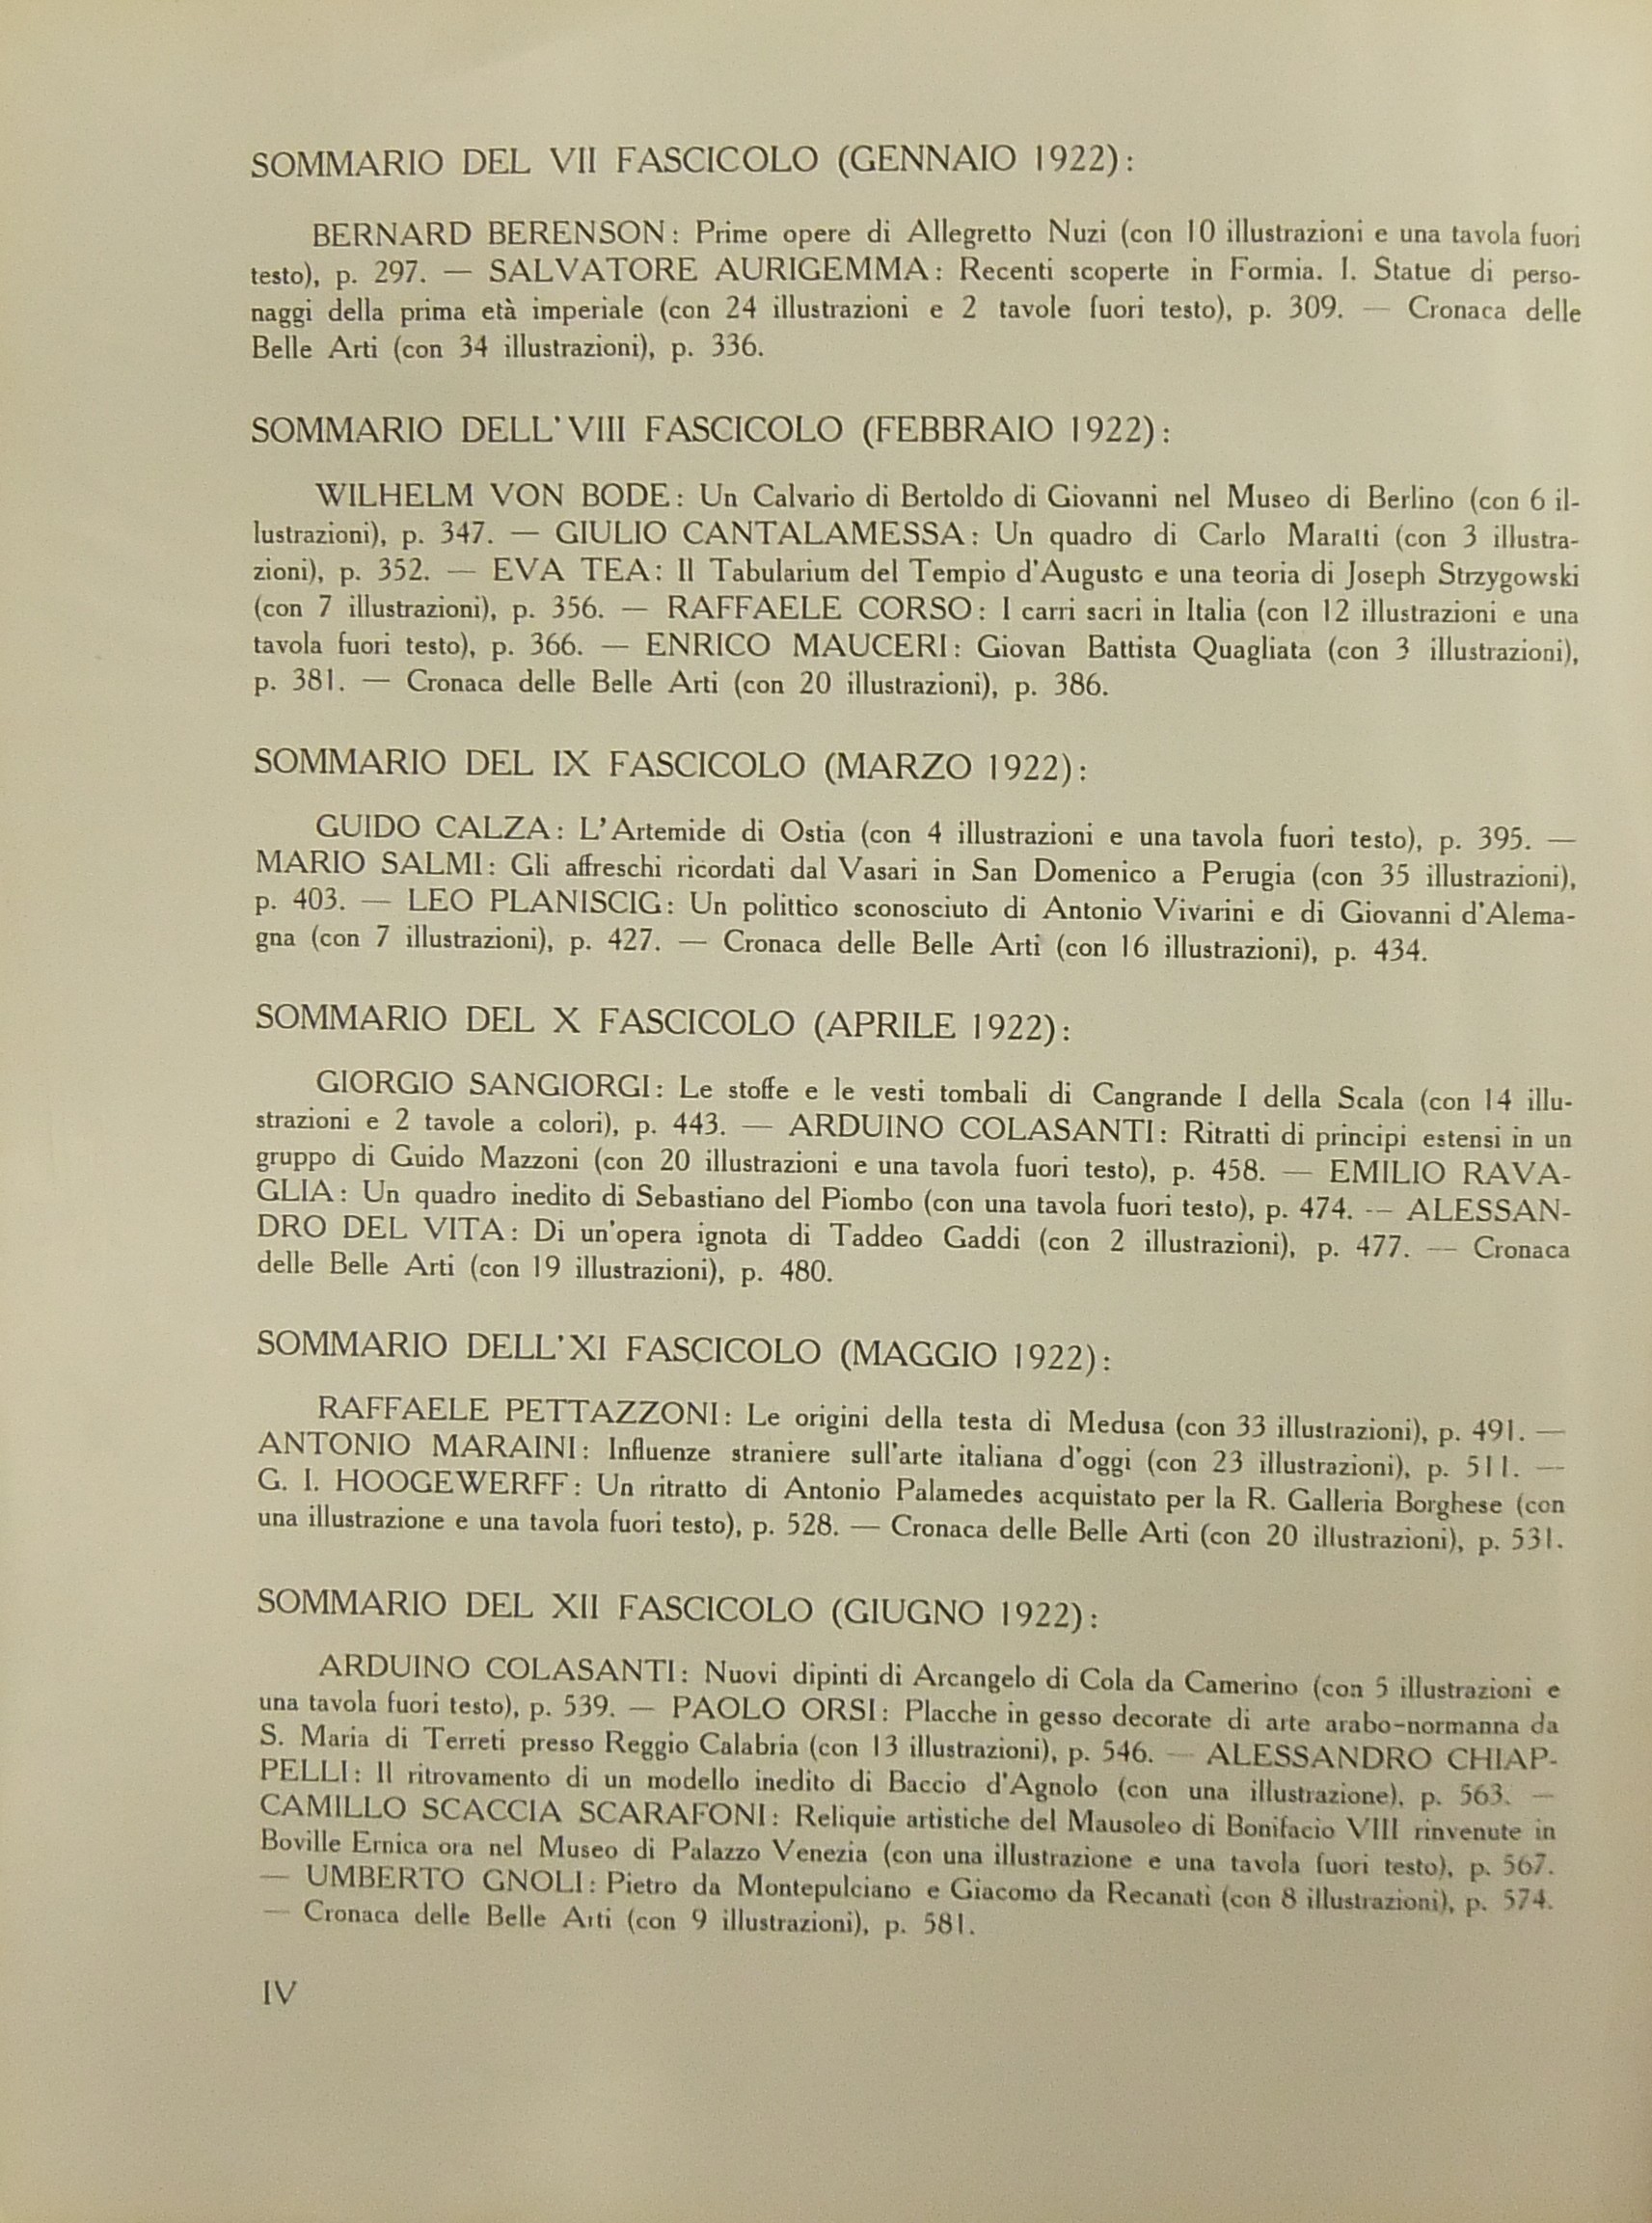 SOMMARIO DEL VII FASCICOLO (GENNAIO 1922):
BERNARD BERENSON: Prime opere di Allegretto Nuzi (con 10 illustrazioni e una tavola fuori
testo), p. 297. — SALVATORE AURIGEMMA: Recenti scoperte in Formia. I. Statue di perso-
naggi della prima età imperiale (con 24 illustrazioni e 2 tavole fuori testo), p. 309. — Cronaca delle
Belle Arti (con 34 illustrazioni), p. 336.
SOMMARIO DELL'VIII FASCICOLO (FEBBRAIO 1922):
WILHELM VON BODE: Un Calvario di Bertoldo di Giovanni nel Museo di Berlino (con 6 il-
lustrazioni), p. 347. — GIULIO CANTALAMESSA: Un quadro di Carlo Maratti (con 3 illustra-
zioni), p. 352. — EVA TEA: Il Tabularium del Tempio d'Augusto e una teoria di Joseph Strzygowski
(con 7 illustrazioni), p. 356. — RAFFAELE CORSO: I carri sacri in Italia (con 12 illustrazioni e una
tavola fuori testo), p. 366. — ENRICO MAUCERI: Giovan Battista Quagliata (con 3 illustrazioni),
p. 381. — Cronaca delle Belle Arti (con 20 illustrazioni), p. 386.
SOMMARIO DEL IX FASCICOLO (MARZO 1922):
GUIDO CALZA: L'Artemide di Ostia (con 4 illustrazioni e una tavola fuori testo), p. 395. —
MARIO SALMI: Gli affreschi ricordati dal Vasari in San Domenico a Perugia (con 35 illustrazioni),
p. 403. — LEO PLANISCIG: Un polittico sconosciuto di Antonio Vivarini e di Giovanni d'Alema-
gna (con 7 illustrazioni), p. 427. — Cronaca delle Belle Arti (con 16 illustrazioni), p. 434.
SOMMARIO DEL X FASCICOLO (APRILE 1922):
GIORGIO SANGIORGI: Le stoffe e le vesti tombali di Cangrande I della Scala (con 14 illu-
strazioni e 2 tavole a colori), p. 443. — ARDUINO COLASANTI: Ritratti di principi estensi in un
gruppo di Guido Mazzoni (con 20 illustrazioni e una tavola fuori testo), p. 458. — EMILIO RAVA-
GLIA: Un quadro inedito di Sebastiano del Piombo (con una tavola fuori testo), p. 474. — ALESSAN-
DRO DEL VITA: Di un'opera ignota di Taddeo Gaddi (con 2 illustrazioni), p. 477. — Cronaca
delle Belle Arti (con 19 illustrazioni), p. 480.
SOMMARIO DELL'XI FASCICOLO (MAGGIO 1922):
RAFFAELE PETTAZZONI: Le origini della testa di Medusa (con 33 illustrazioni), p. 491. —
ANTONIO MARAINI: Influenze straniere sull'arte italiana d'oggi (con 23 illustrazioni), p. 511. —
G. I. HOOGEWERFF: Un ritratto di Antonio Palamedes acquistato per la R. Galleria Borghese (con
una illustrazione e una tavola fuori testo), p. 528. — Cronaca delle Belle Arti (con 20 illustrazioni), p. 531.
SOMMARIO DEL XII FASCICOLO (GIUGNO 1922):
ARDUINO COLASANTI: Nuovi dipinti di Arcangelo di Cola da Camerino (con 5 illustrazioni e
una tavola fuori testo), p. 539. — PAOLO ORSI: Placche in gesso decorate di arte arabo-normanna da
S. Maria di Terreti presso Reggio Calabria (con 13 illustrazioni), p. 546. — ALESSANDRO CHIAP-
PELLI: Il ritrovamento di un modello inedito di Baccio d'Agnolo (con una illustrazione), p. 563. —
CAMILLO SCACCIA SCARAFONI: Reliquie artistiche del Mausoleo di Bonifacio VIII rinvenute in
Boville Ernica ora nel Museo di Palazzo Venezia (con una illustrazione e una tavola fuori testo), p. 567.
— UMBERTO GNOLI: Pietro da Montepulciano e Giacomo da Recanati (con 8 illustrazioni), p. 574.
— Cronaca delle Belle Arti (con 9 illustrazioni), p. 581.
IV